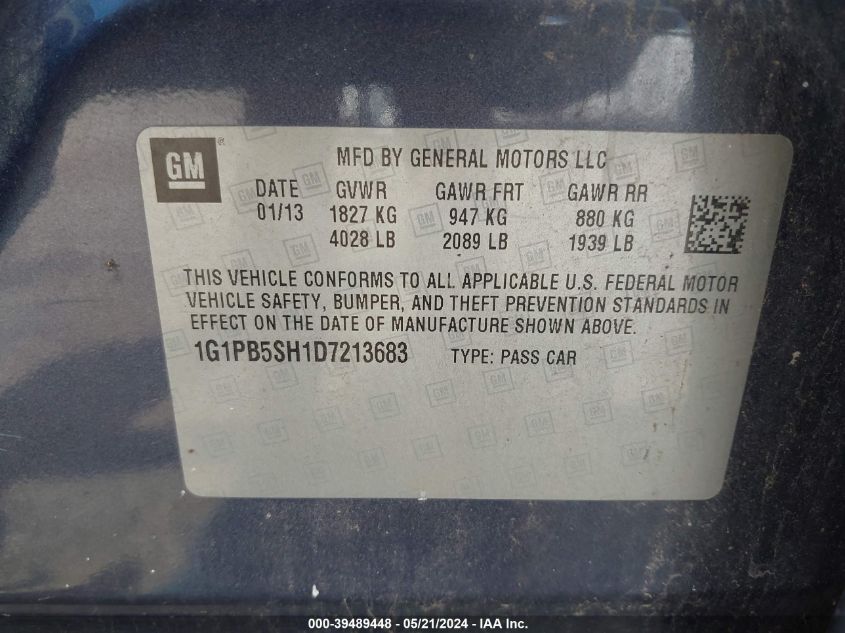 GM
MFD BY GENERAL MOTORS LLC
DATE GVWR GAWR FRT GAWR RR
01/13 1827 KG 947 KG 880 KG
4028 LB 2089 LB 1939 LB
THIS VEHICLE CONFORMS TO ALL APPLICABLE U.S. FEDERAL MOTOR
VEHICLE SAFETY, BUMPER, AND THEFT PREVENTION STANDARDS IN
EFFECT ON THE DATE OF MANUFACTURE SHOWN ABOVE.
1G1PB5SH1D7213683 TYPE: PASS CAR
000-39489448 - 05/21/2024 - IAA Inc.